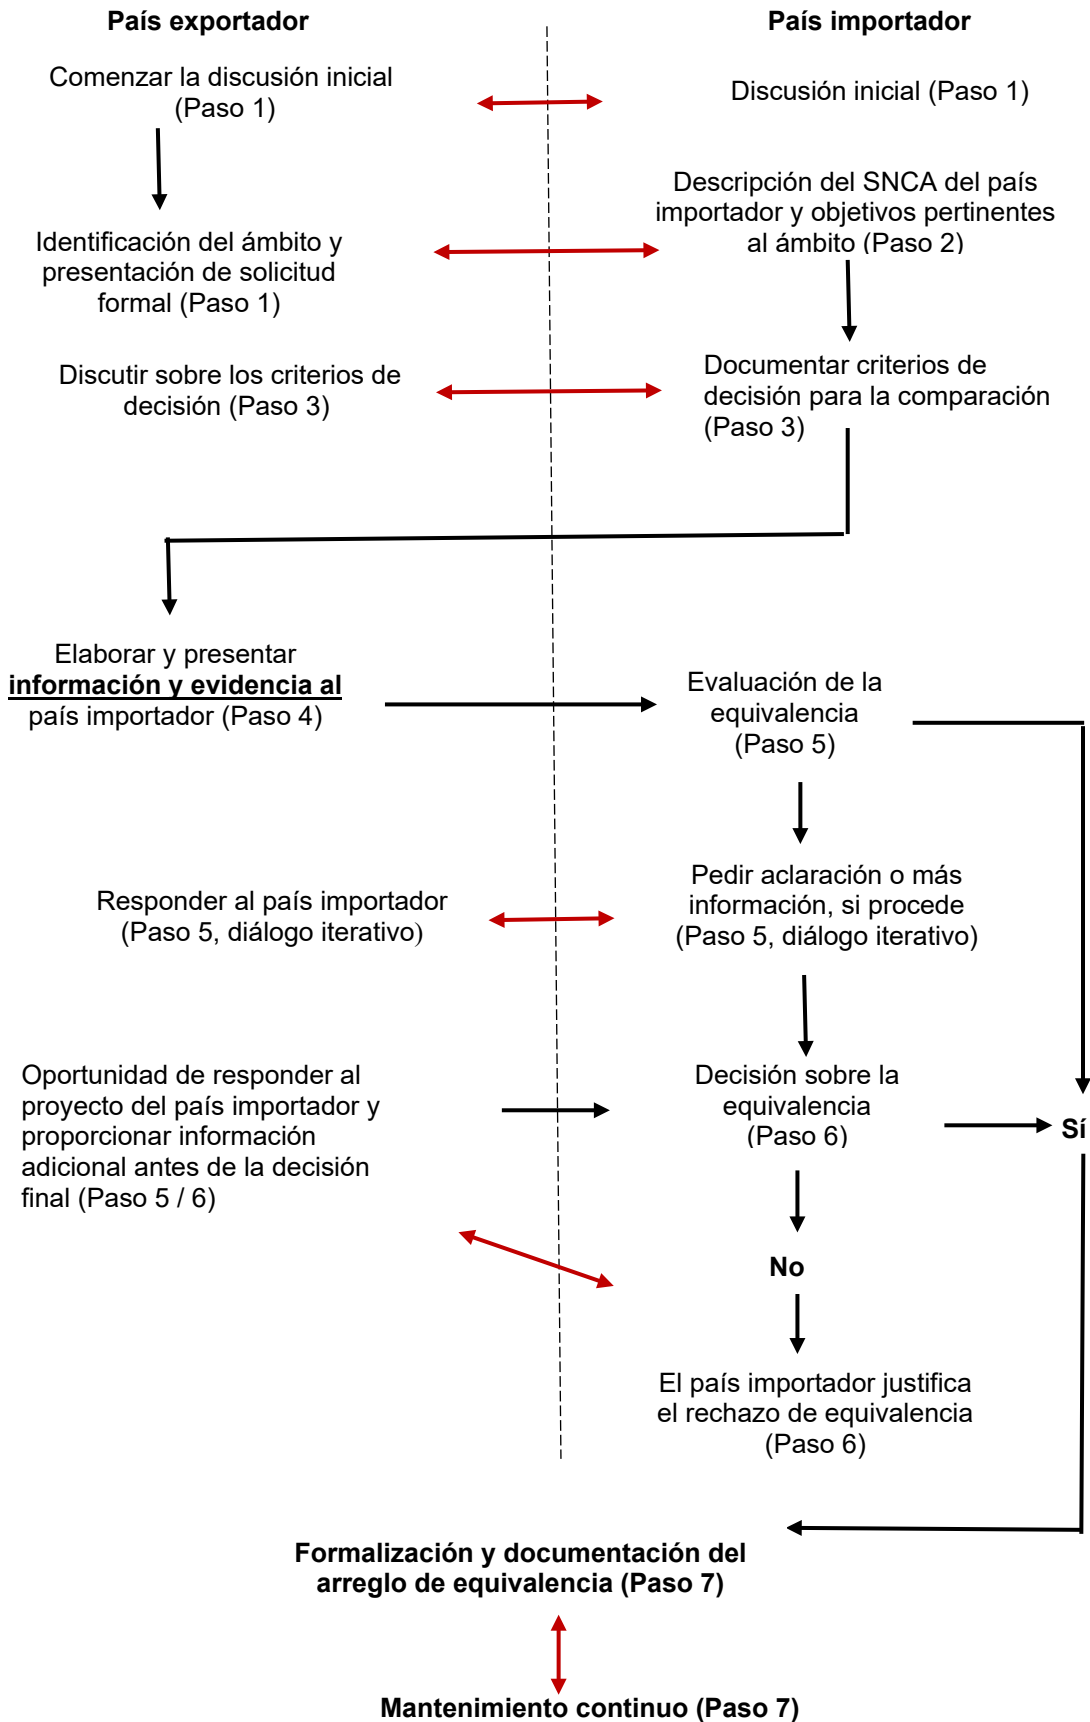 País exportador
País importador
Comenzar la discusión inicial
(Paso 1)
Discusión inicial (Paso 1)
Identificación del ámbito y
presentación de solicitud
formal (Paso 1)
Descripción del SNCA del país
importador y objetivos pertinentes
al ámbito (Paso 2)
Discutir sobre los criterios de
decisión (Paso 3)
Documentar criterios de
decisión para la comparación
(Paso 3)
Elaborar y presentar
información y evidencia al
país importador (Paso 4)
Evaluación de la
equivalencia
(Paso 5)
Responder al país importador
(Paso 5, diálogo iterativo)
Pedir aclaración o más
información, si procede
(Paso 5, diálogo iterativo)
Oportunidad de responder al
proyecto del país importador y
proporcionar información
adicional antes de la decisión
final (Paso 5 / 6)
Decisión sobre la
equivalencia
(Paso 6)
Sí
No
El país importador justifica
el rechazo de equivalencia
(Paso 6)
Formalización y documentación del
arreglo de equivalencia (Paso 7)
Mantenimiento continuo (Paso 7)